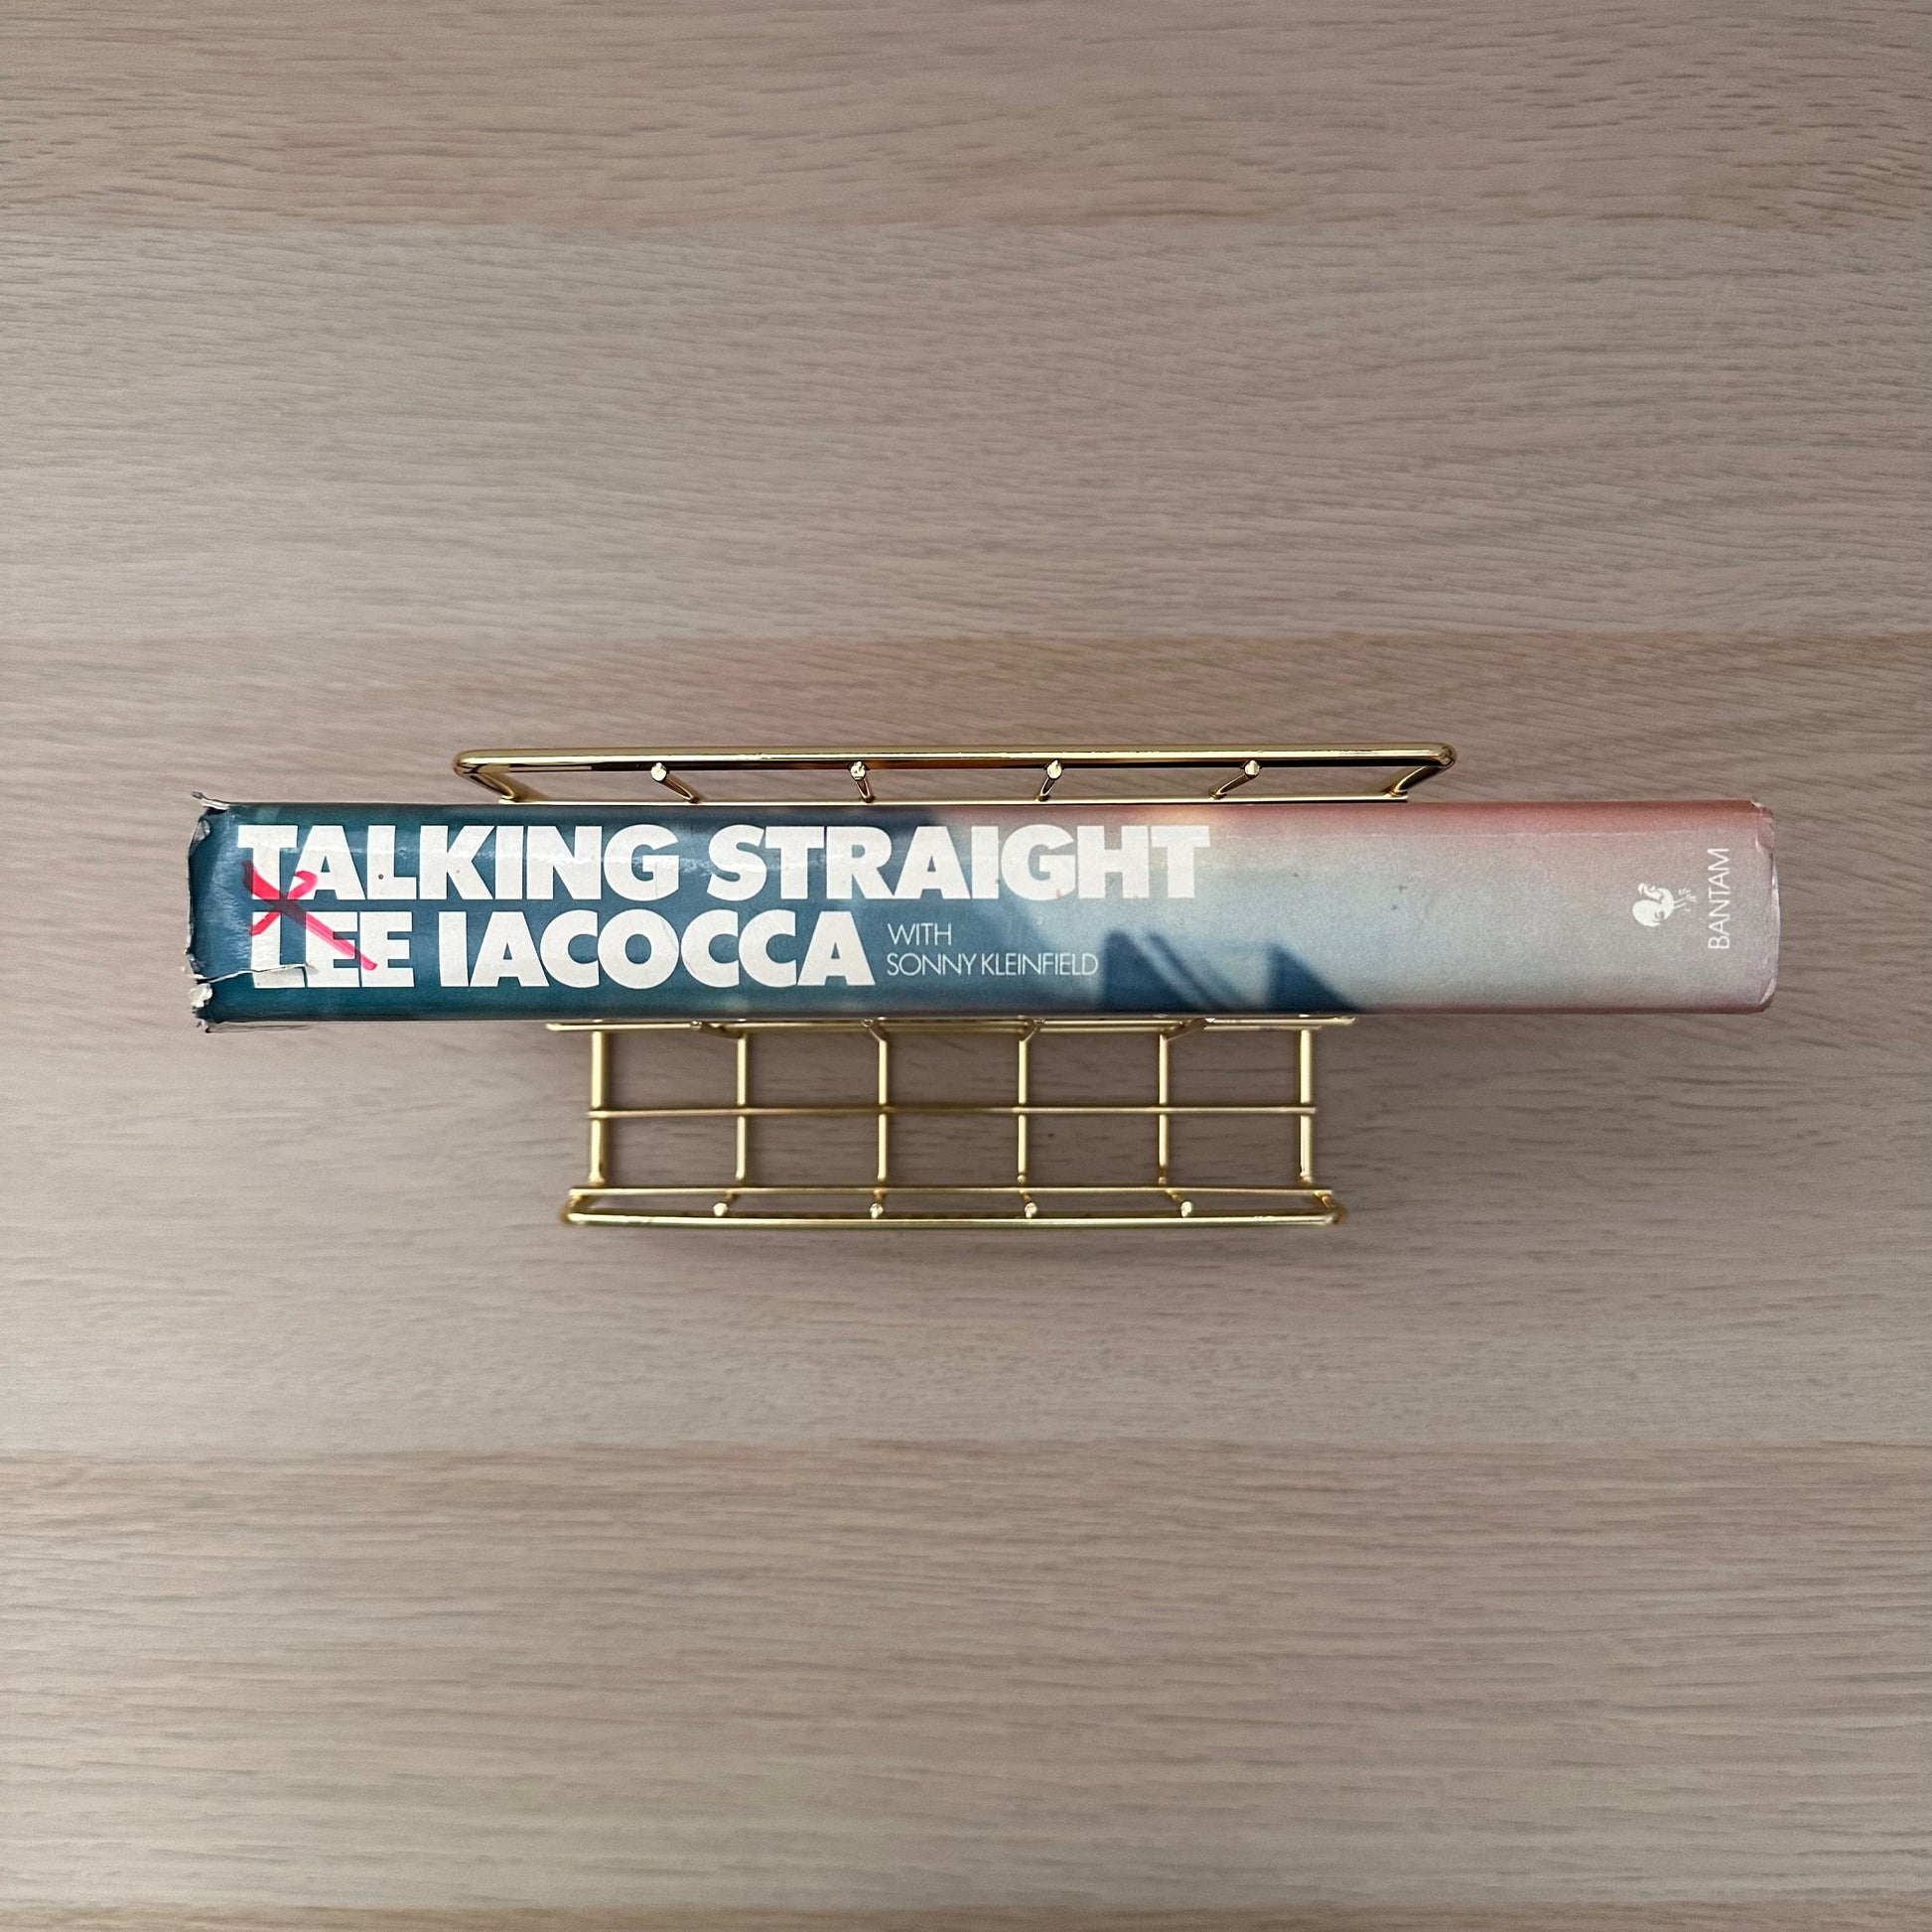 TALKING STRAIGHT
LEE IACOCCA
WITH
SONNY KLEINFIELD
BANTAM